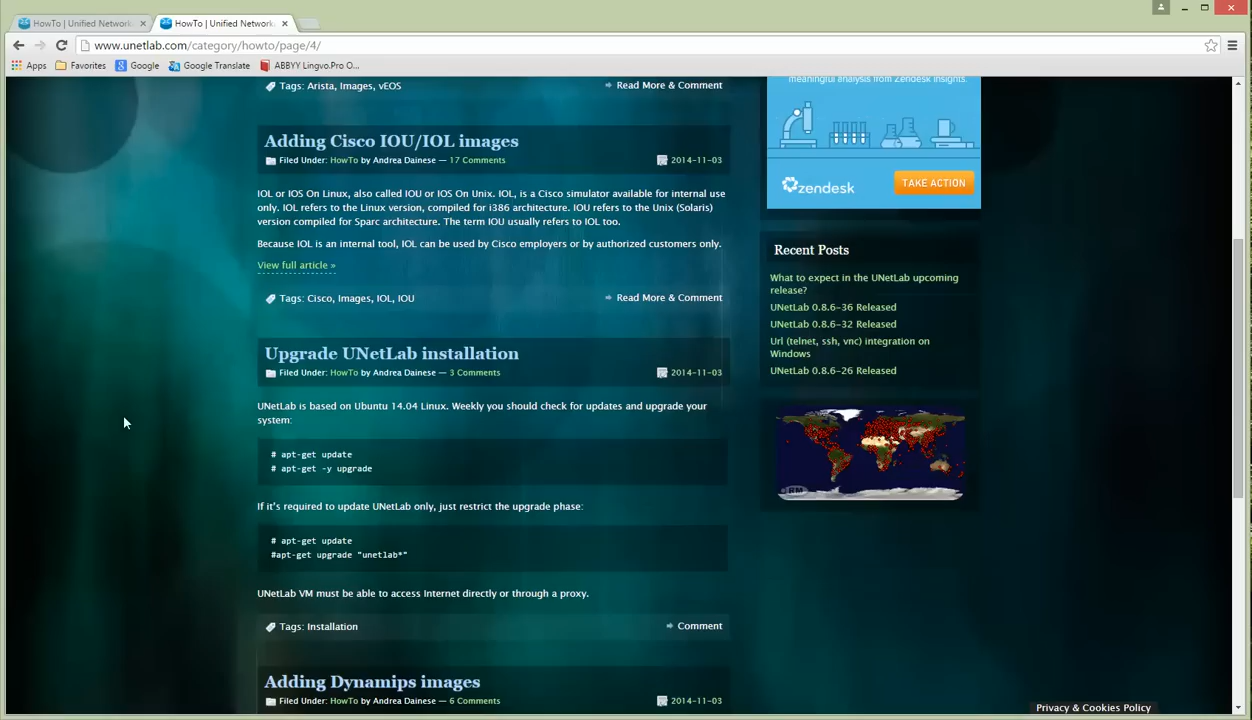 HowTo | Unified Network
HowTo | Unified Network
www.unetlab.com/category/howto/page/4/
Apps
Favorites
Google
Google Translate
ABBYY Lingvo.Pro O...
Tags: Arista, Images, vEOS
Read More & Comment
Adding Cisco IOU/IOL images
Filed Under: HowTo by Andrea Dainese — 17 Comments
2014-11-03
IOL or IOS On Linux, also called IOU or IOS On Unix. IOL, is a Cisco simulator available for internal use
only. IOL refers to the Linux version, compiled for i386 architecture. IOU refers to the Unix (Solaris)
version compiled for Sparc architecture. The term IOU usually refers to IOL too.
Because IOL is an internal tool, IOL can be used by Cisco employers or by authorized customers only.
View full article »
Tags: Cisco, Images, IOL, IOU
Read More & Comment
Upgrade UNetLab installation
Filed Under: HowTo by Andrea Dainese — 3 Comments
2014-11-03
UNetLab is based on Ubuntu 14.04 Linux. Weekly you should check for updates and upgrade your
system:
# apt-get update
# apt-get -y upgrade
If it's required to update UNetLab only, just restrict the upgrade phase:
# apt-get update
#apt-get upgrade "unetlab*"
UNetLab VM must be able to access Internet directly or through a proxy.
Tags: Installation
Comment
Adding Dynamips images
Filed Under: HowTo by Andrea Dainese — 6 Comments
2014-11-03
meaningful analysis from Zendesk Insights.
zendesk
TAKE ACTION
Recent Posts
What to expect in the UNetLab upcoming
release?
UNetLab 0.8.6-36 Released
UNetLab 0.8.6-32 Released
Url (telnet, ssh, vnc) integration on
Windows
UNetLab 0.8.6-26 Released
RM
Privacy & Cookies Policy